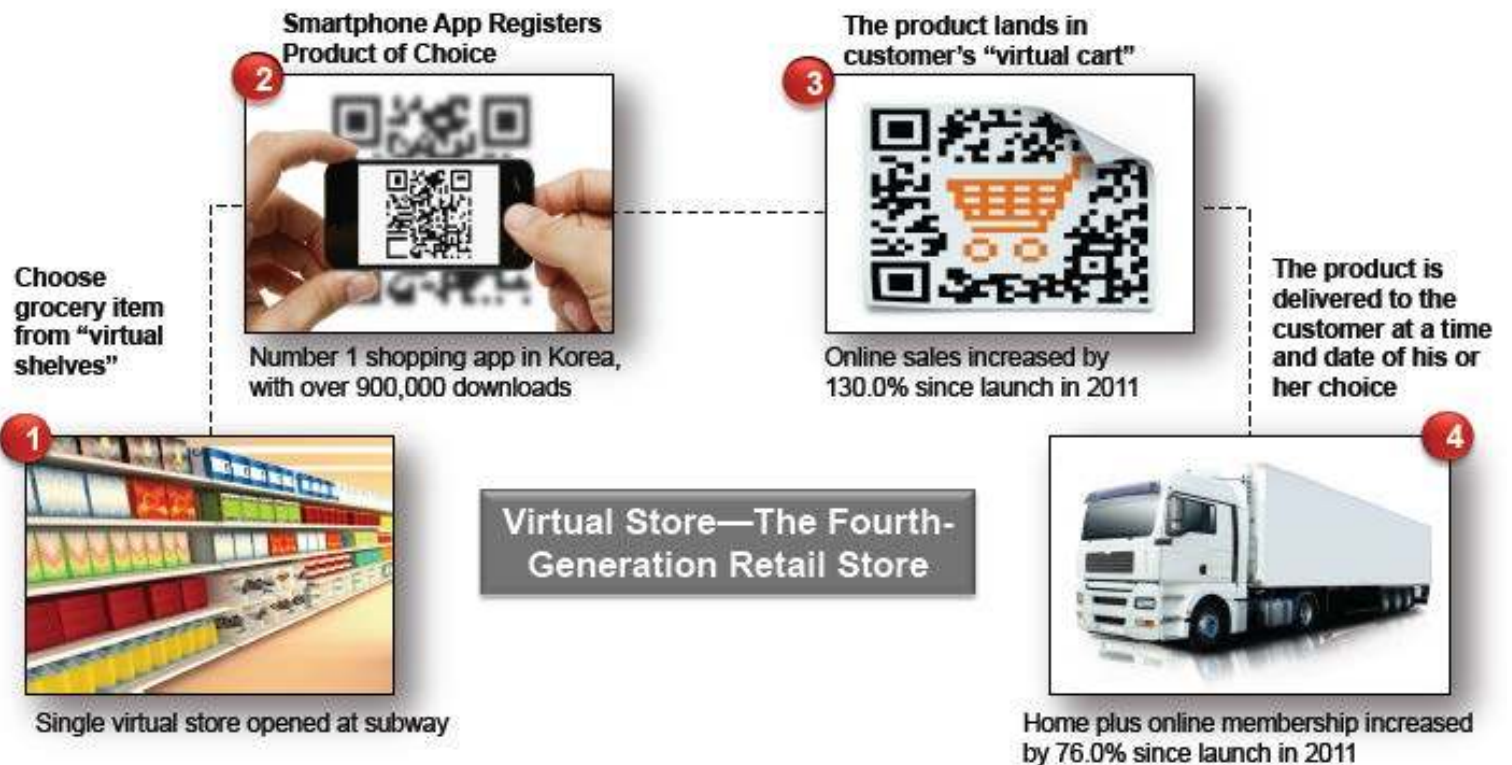 1
Choose
grocery item
from “virtual
shelves”
Single virtual store opened at subway
2
Smartphone App Registers
Product of Choice
Number 1 shopping app in Korea,
with over 900,000 downloads
3
The product lands in
customer’s “virtual cart”
Online sales increased by
130.0% since launch in 2011
4
The product is
delivered to the
customer at a time
and date of his or
her choice
Home plus online membership increased
by 76.0% since launch in 2011
Virtual Store—The Fourth-
Generation Retail Store